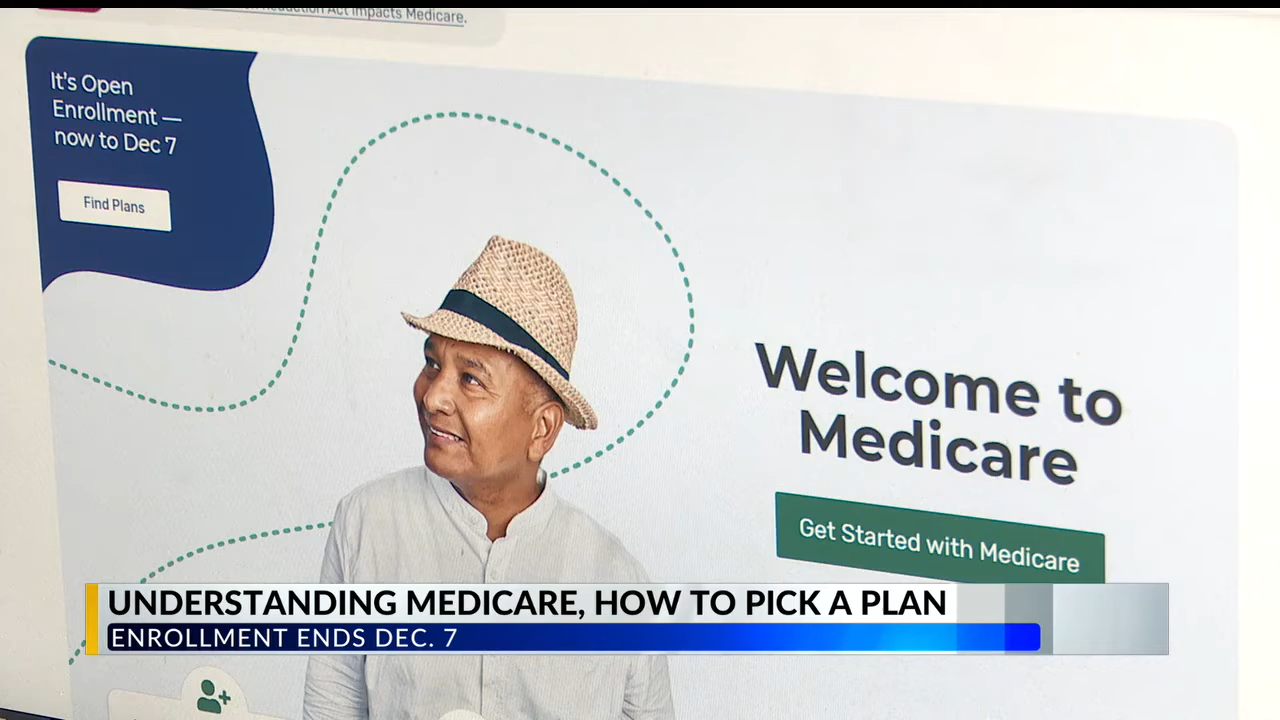 Act Impacts Medicare.
It's Open
Enrollment —
now to Dec 7
Find Plans
Welcome to
Medicare
Get Started with Medicare
UNDERSTANDING MEDICARE, HOW TO PICK A PLAN
ENROLLMENT ENDS DEC. 7